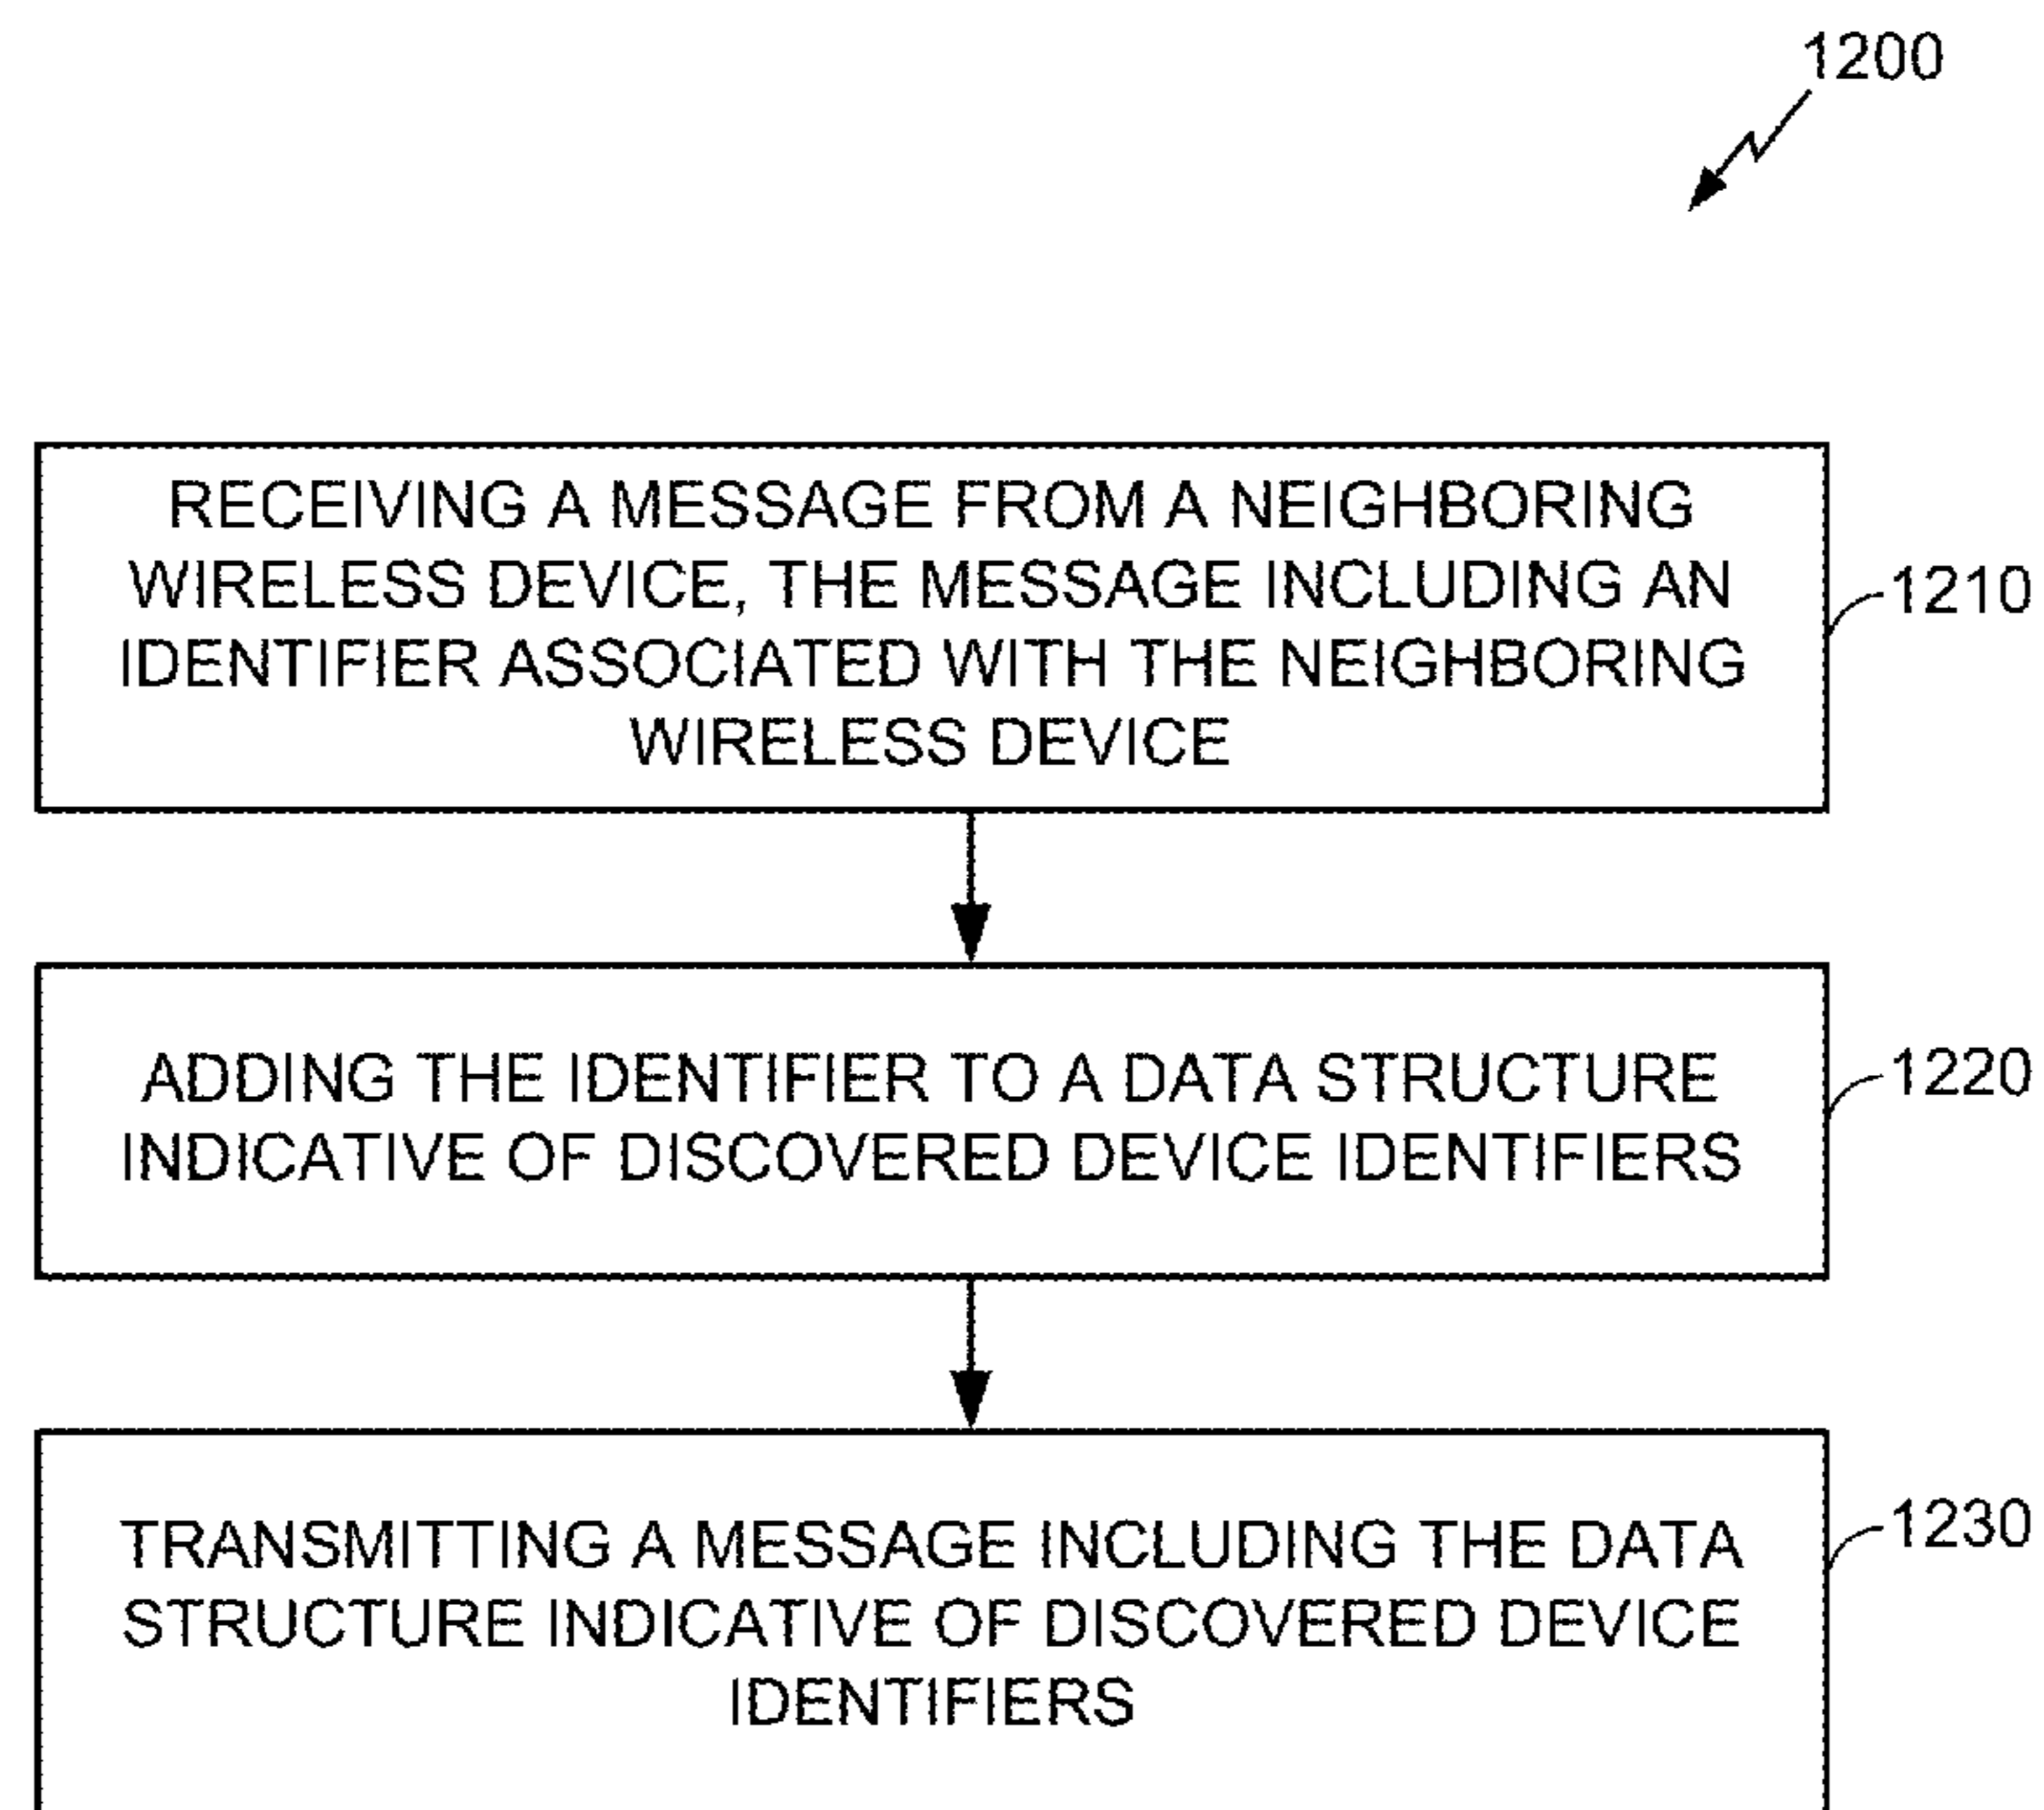 1200
RECEIVING A MESSAGE FROM A NEIGHBORING
WIRELESS DEVICE, THE MESSAGE INCLUDING AN
IDENTIFIER ASSOCIATED WITH THE NEIGHBORING
WIRELESS DEVICE
1210
ADDING THE IDENTIFIER TO A DATA STRUCTURE
INDICATIVE OF DISCOVERED DEVICE IDENTIFIERS
1220
TRANSMITTING A MESSAGE INCLUDING THE DATA
STRUCTURE INDICATIVE OF DISCOVERED DEVICE
IDENTIFIERS
1230